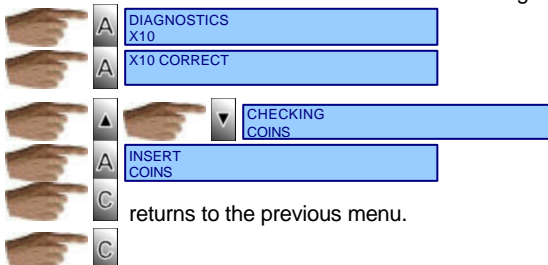 A DIAGNOSTICS
X10
A X10 CORRECT
▲ ▼ CHECKING
COINS
A INSERT
COINS
C returns to the previous menu.
C